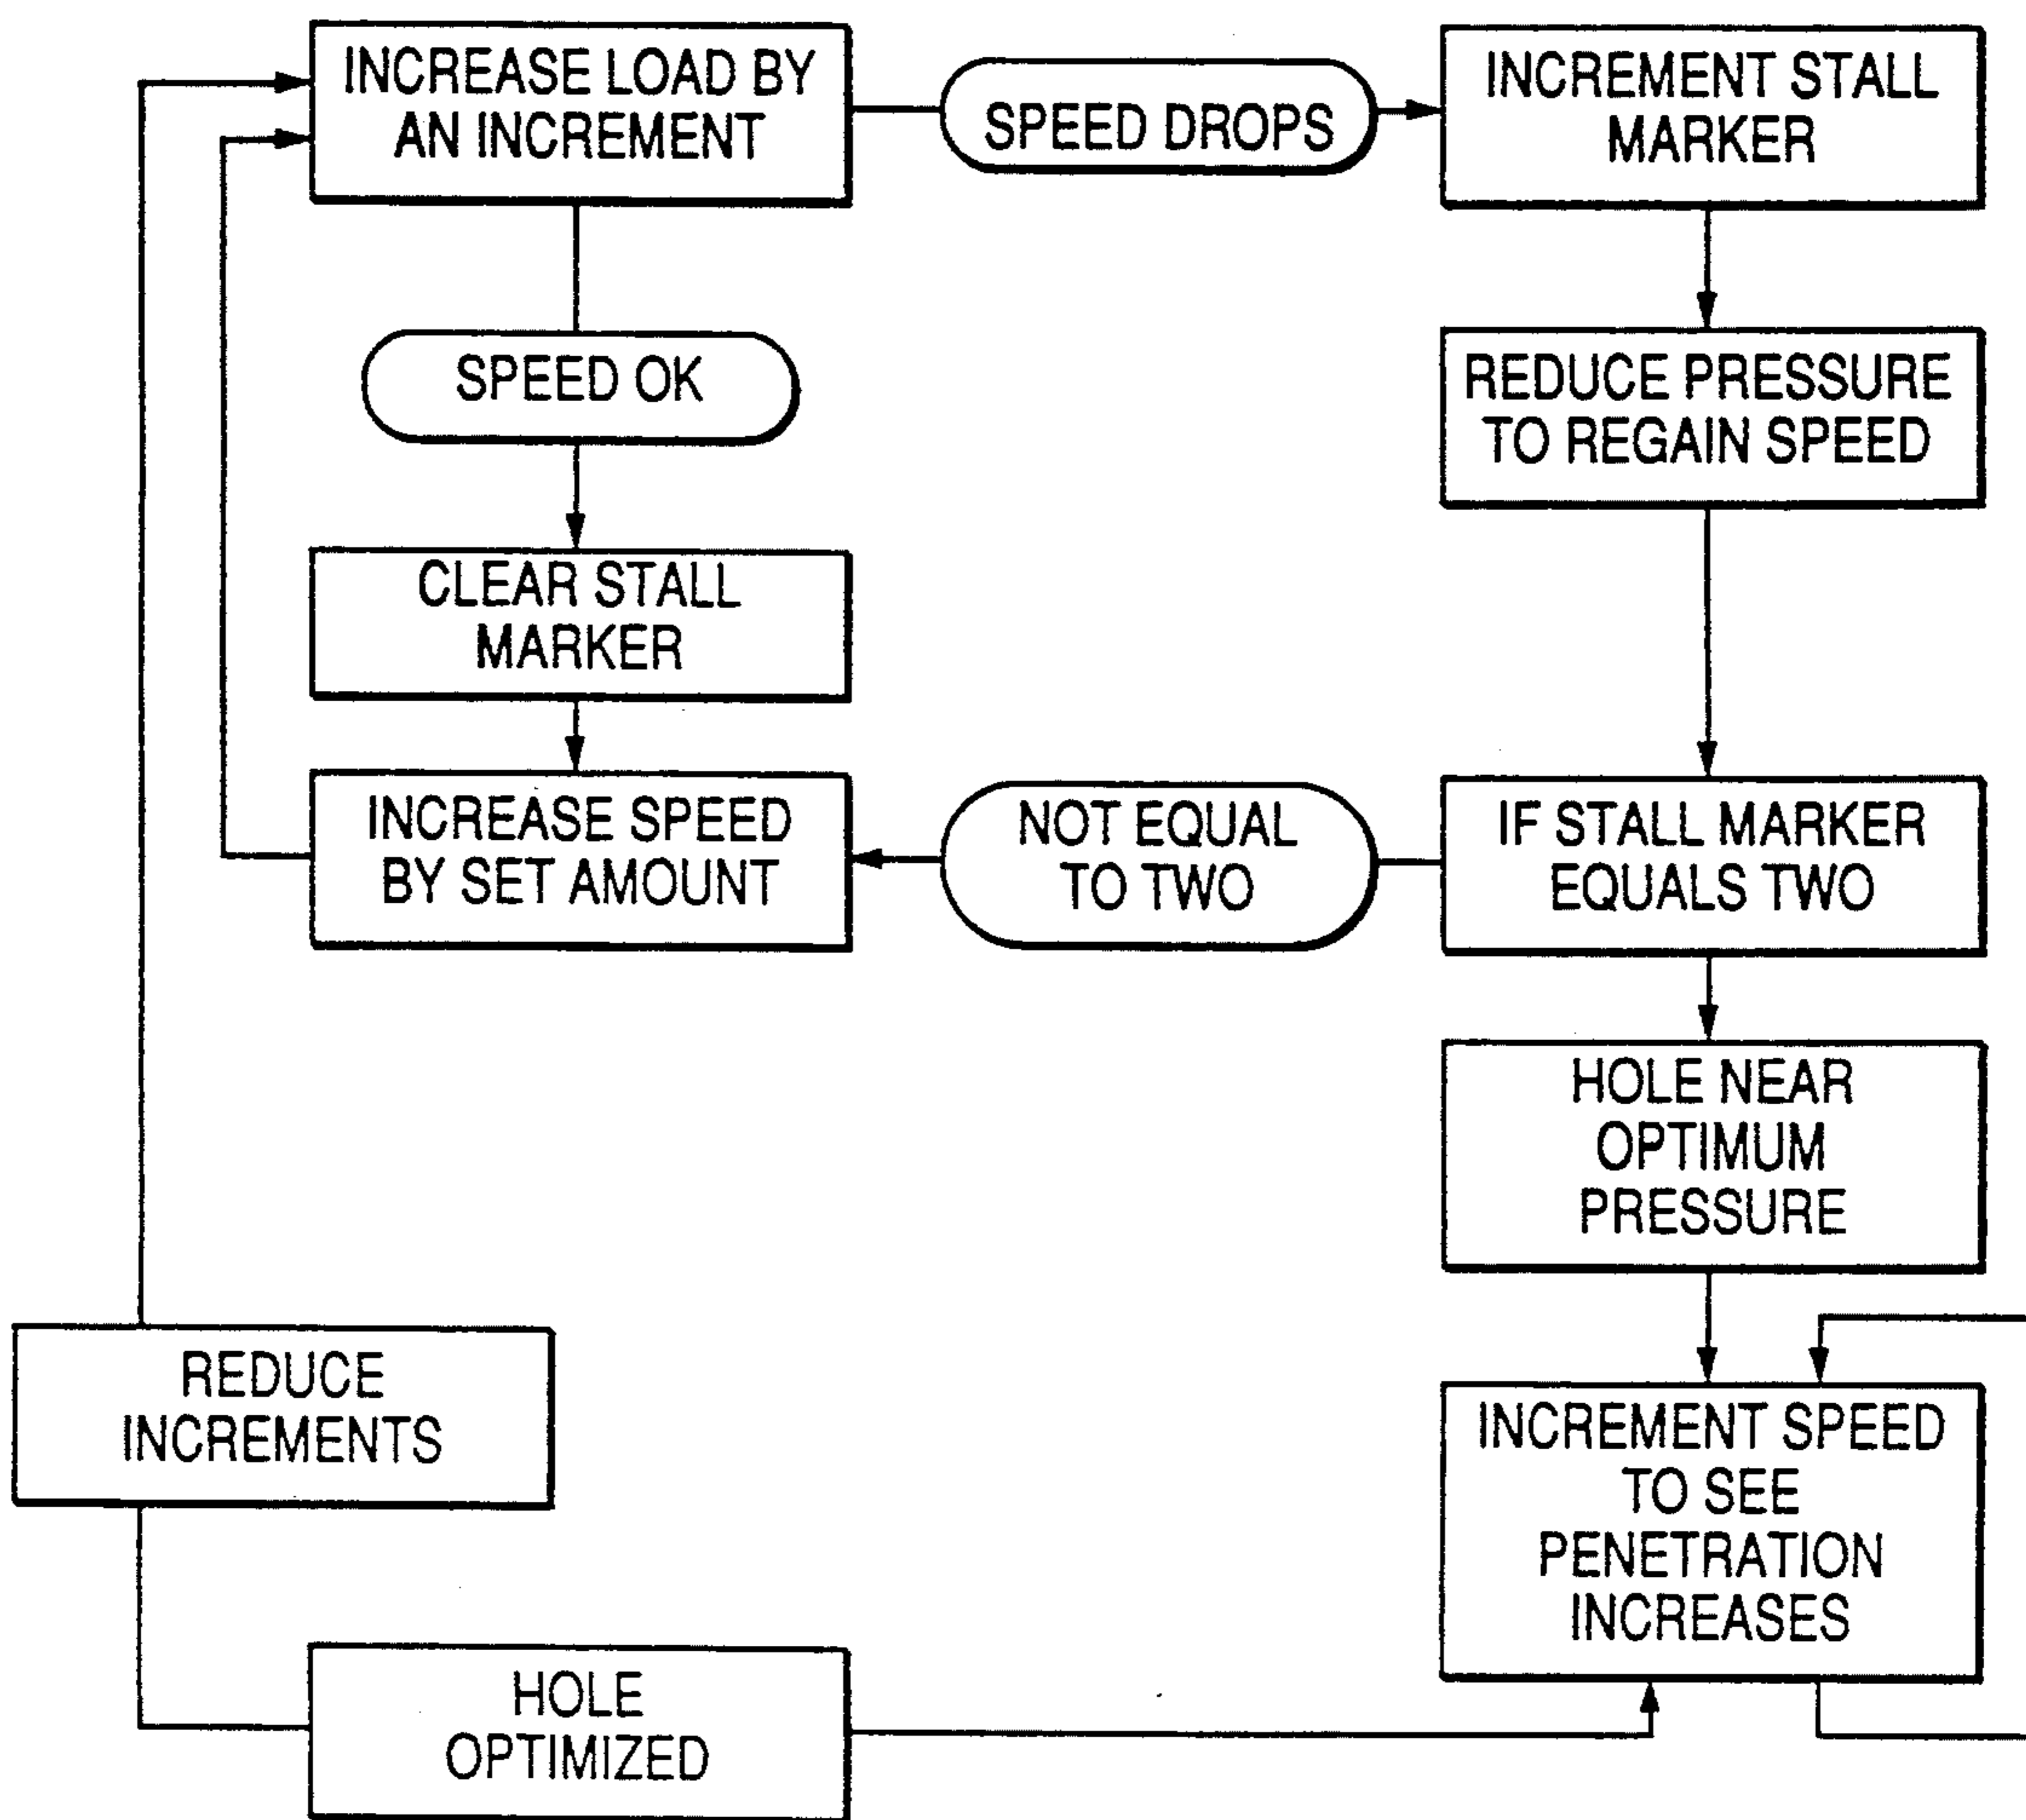 INCREASE LOAD BY
AN INCREMENT
SPEED DROPS
INCREMENT STALL
MARKER
SPEED OK
REDUCE PRESSURE
TO REGAIN SPEED
CLEAR STALL
MARKER
INCREASE SPEED
BY SET AMOUNT
NOT EQUAL
TO TWO
IF STALL MARKER
EQUALS TWO
HOLE NEAR
OPTIMUM
PRESSURE
REDUCE
INCREMENTS
INCREMENT SPEED
TO SEE
PENETRATION
INCREASES
HOLE
OPTIMIZED